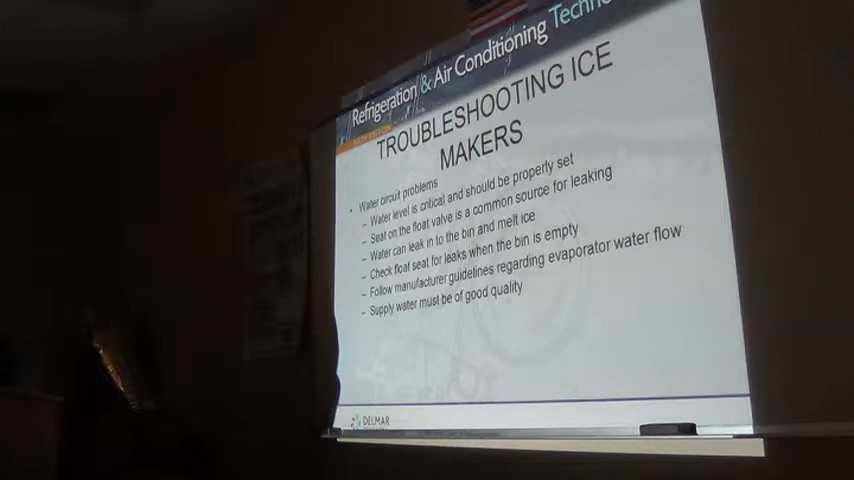 Refrigeration & Air Conditioning
TROUBLESHOOTING ICE
MAKERS
• Water circuit problems
– Water level is critical and should be properly set
– Seat on the float valve is a common source for leaking
– Water can leak in to the bin and melt ice
– Check float seat for leaks when the bin is empty
– Follow manufacturer guidelines regarding evaporator water flow
– Supply water must be of good quality
DELMAR